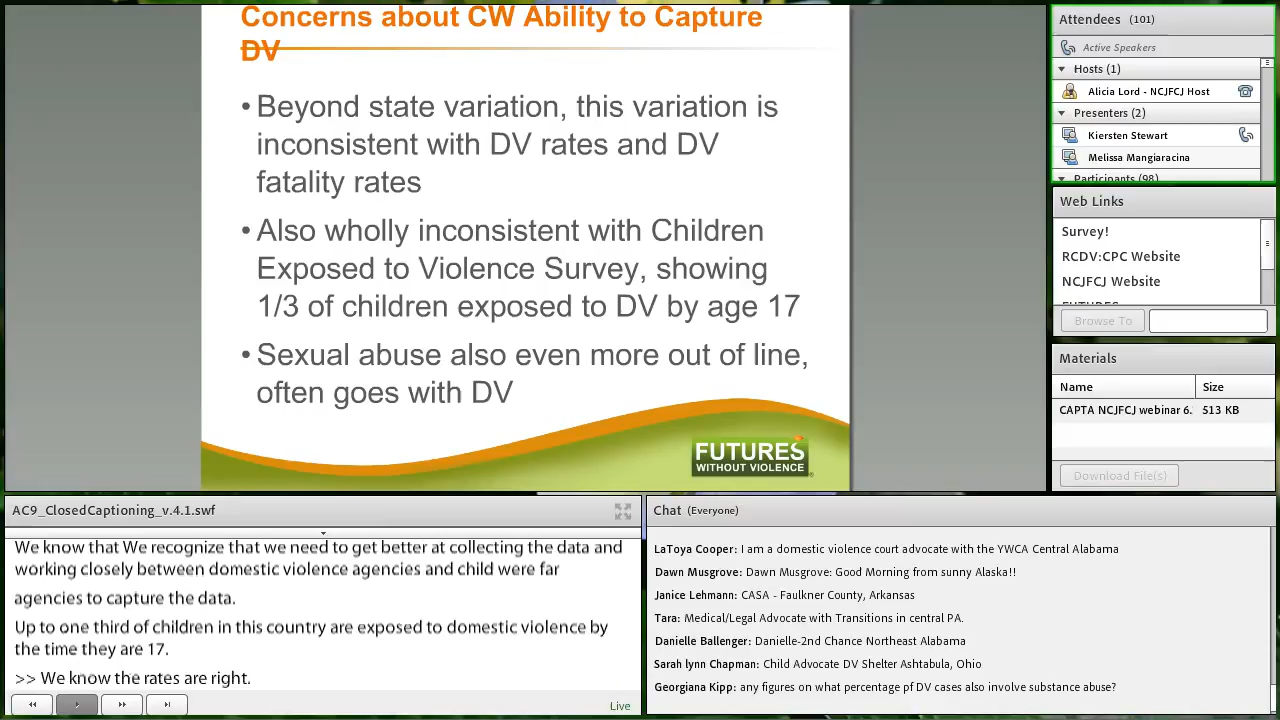 Concerns about CW Ability to Capture
DV
• Beyond state variation, this variation is
inconsistent with DV rates and DV
fatality rates
• Also wholly inconsistent with Children
Exposed to Violence Survey, showing
1/3 of children exposed to DV by age 17
• Sexual abuse also even more out of line,
often goes with DV
FUTURES
WITHOUT VIOLENCE
Attendees (101)
Active Speakers
Hosts (1)
Alicia Lord - NCJFCJ Host
Presenters (2)
Kiersten Stewart
Melissa Mangiaracina
Participants (98)
Web Links
Survey!
RCDV:CPC Website
NCJFCJ Website
FUTURES
Browse To
Materials
Name Size
CAPTA NCJFCJ webinar 6. 513 KB
Download File(s)
AC9_ClosedCaptioning_v.4.1.swf
We know that We recognize that we need to get better at collecting the data and
working closely between domestic violence agencies and child were far
agencies to capture the data.
Up to one third of children in this country are exposed to domestic violence by
the time they are 17.
>> We know the rates are right.
Live
Chat (Everyone)
LaToya Cooper: I am a domestic violence court advocate with the YWCA Central Alabama
Dawn Musgrove: Dawn Musgrove: Good Morning from sunny Alaska!!
Janice Lehmann: CASA - Faulkner County, Arkansas
Tara: Medical/Legal Advocate with Transitions in central PA.
Danielle Ballenger: Danielle-2nd Chance Northeast Alabama
Sarah lynn Chapman: Child Advocate DV Shelter Ashtabula, Ohio
Georgiana Kipp: any figures on what percentage pf DV cases also involve substance abuse?